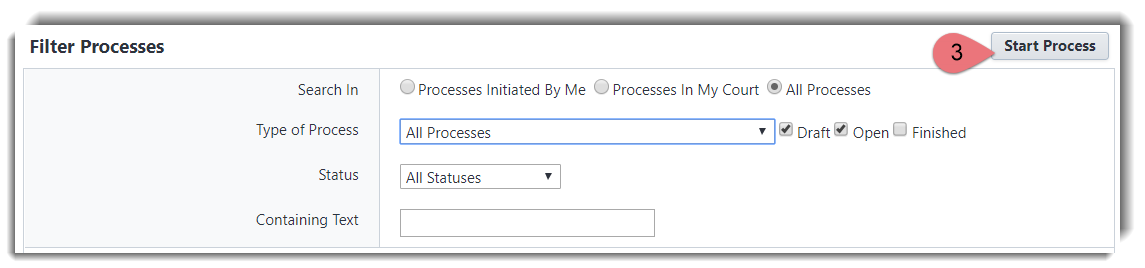 Filter Processes 3 Start Process
Search In Processes Initiated By Me Processes In My Court All Processes
Type of Process All Processes Draft Open Finished
Status All Statuses
Containing Text